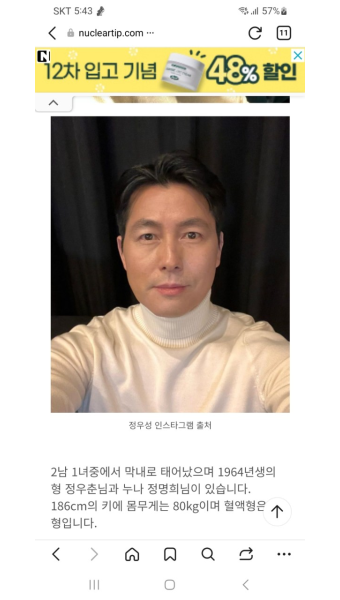 SKT 5:43
57%
nucleartip.com ···
11
N
12차 입고 기념
48% 할인
정우성 인스타그램 출처
2남 1녀중에서 막내로 태어났으며 1964년생의
형 정우춘님과 누나 정명희님이 있습니다.
186cm의 키에 몸무게는 80kg이며 혈액형은
형입니다.